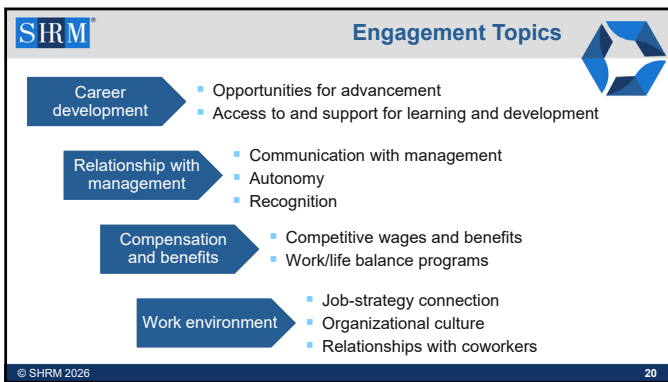 SHRM®
Engagement Topics
Career
development
▪ Opportunities for advancement
▪ Access to and support for learning and development
Relationship with
management
▪ Communication with management
▪ Autonomy
▪ Recognition
Compensation
and benefits
▪ Competitive wages and benefits
▪ Work/life balance programs
Work environment
▪ Job-strategy connection
▪ Organizational culture
▪ Relationships with coworkers
© SHRM 2026
20